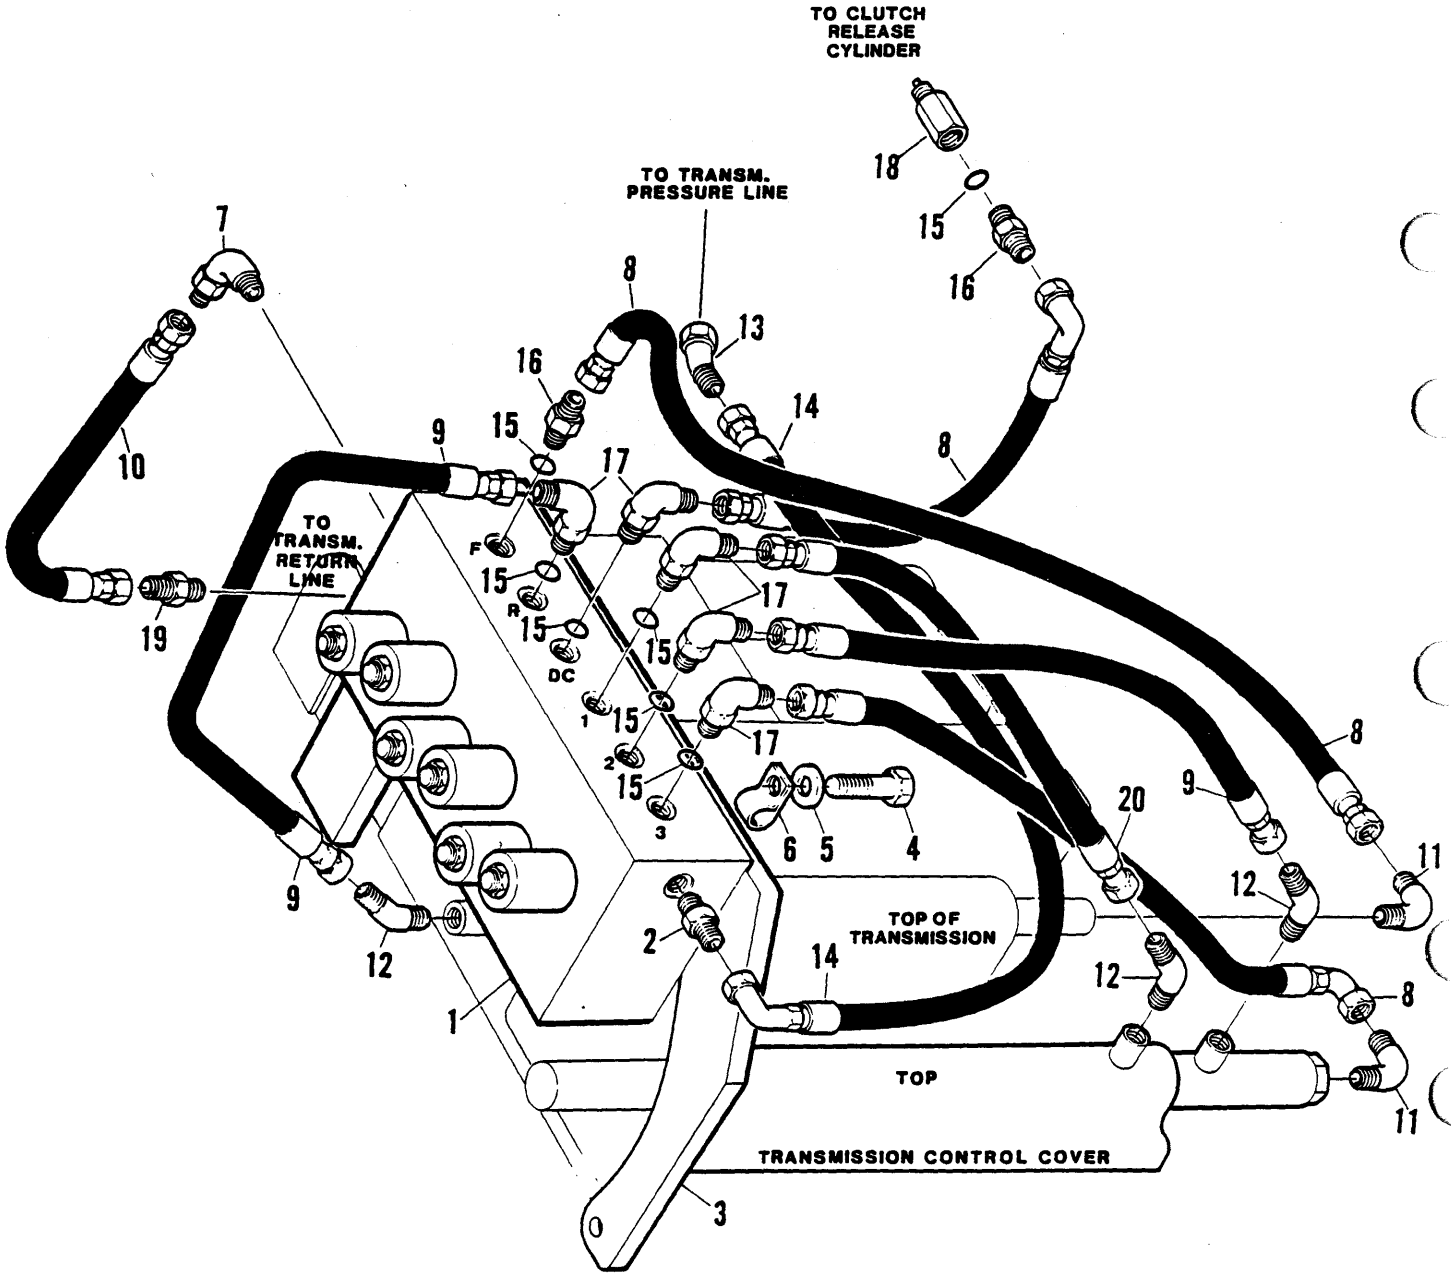 TO CLUTCH
RELEASE
CYLINDER
18
TO TRANSM.
PRESSURE LINE
15
7
8
16
13
16
14
15
9
8
10
17
TO
TRANSM.
RETURN
LINE
F
15
R
17
19
15
15
DC
1
15
17
8
2
15
9
20
3
6
5
4
11
9
12
12
2
TOP OF
TRANSMISSION
14
12
8
1
TOP
11
TRANSMISSION CONTROL COVER
3